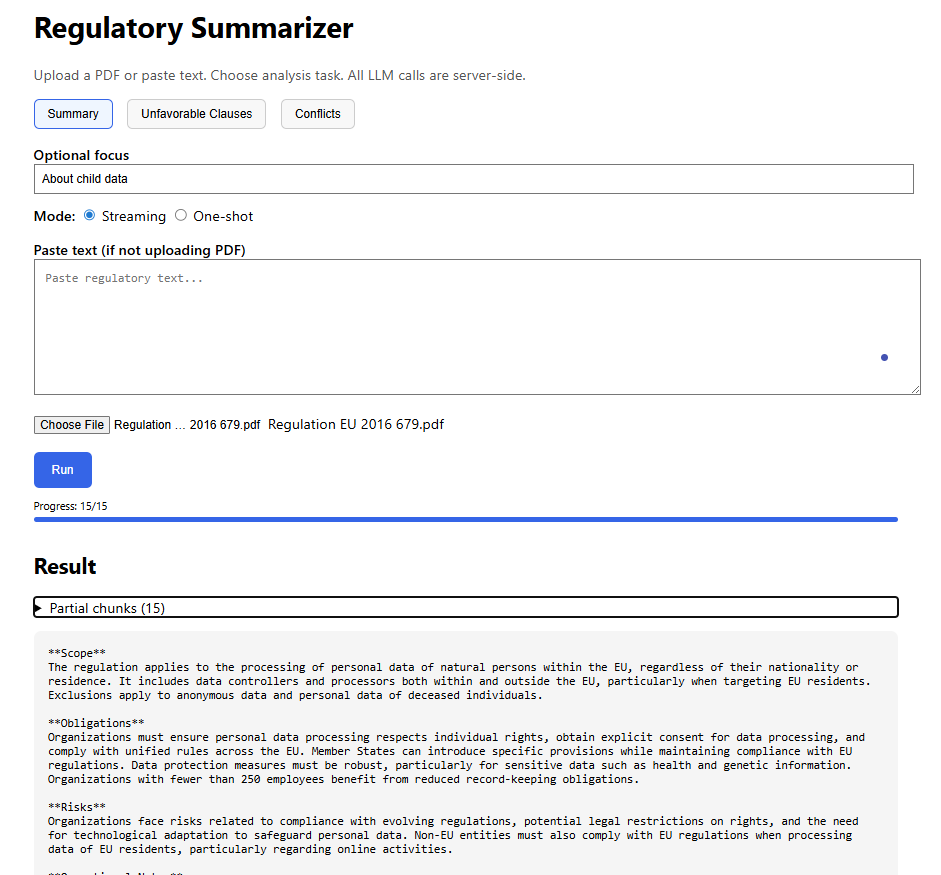 Regulatory Summarizer
Upload a PDF or paste text. Choose analysis task. All LLM calls are server-side.
Summary Unfavorable Clauses Conflicts
Optional focus
About child data
Mode: Streaming One-shot
Paste text (if not uploading PDF)
Paste regulatory text...
Choose File Regulation ... 2016 679.pdf Regulation EU 2016 679.pdf
Run
Progress: 15/15
Result
Partial chunks (15)
**Scope**
The regulation applies to the processing of personal data of natural persons within the EU, regardless of their nationality or
residence. It includes data controllers and processors both within and outside the EU, particularly when targeting EU residents.
Exclusions apply to anonymous data and personal data of deceased individuals.
**Obligations**
Organizations must ensure personal data processing respects individual rights, obtain explicit consent for data processing, and
comply with unified rules across the EU. Member States can introduce specific provisions while maintaining compliance with EU
regulations. Data protection measures must be robust, particularly for sensitive data such as health and genetic information.
Organizations with fewer than 250 employees benefit from reduced record-keeping obligations.
**Risks**
Organizations face risks related to compliance with evolving regulations, potential legal restrictions on rights, and the need
for technological adaptation to safeguard personal data. Non-EU entities must also comply with EU regulations when processing
data of EU residents, particularly regarding online activities.